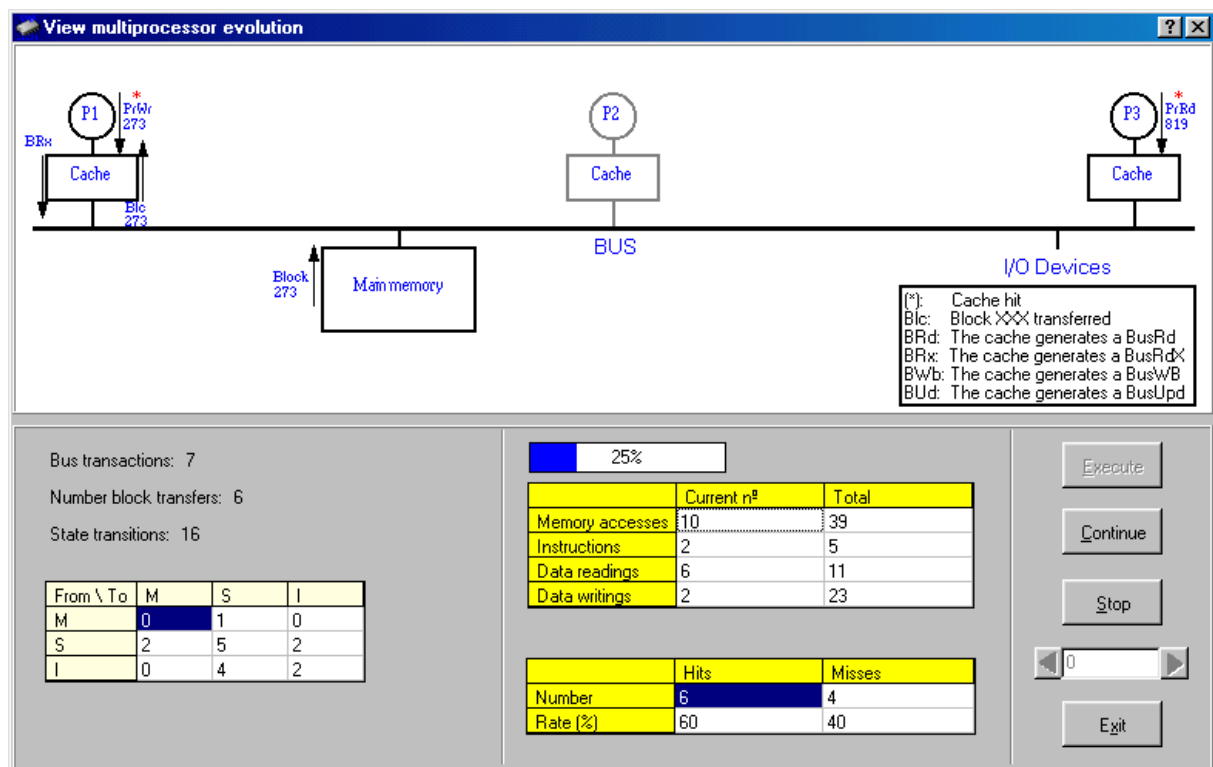 View multiprocessor evolution
P1
*
PrWr
273
BRx
Cache
Blc
273
P2
Cache
P3
*
PrRd
819
Cache
BUS
Block
273
Main memory
I/O Devices
(*): Cache hit
Blc: Block XXX transferred
BRd: The cache generates a BusRd
BRx: The cache generates a BusRdX
BWb: The cache generates a BusWB
BUd: The cache generates a BusUpd
Bus transactions: 7
Number block transfers: 6
State transitions: 16
From \ To M S I
M 0 1 0
S 2 5 2
I 0 4 2
25%
Current nº Total
Memory accesses 10 39
Instructions 2 5
Data readings 6 11
Data writings 2 23
Hits Misses
Number 6 4
Rate (%) 60 40
Execute
Continue
Stop
0
Exit